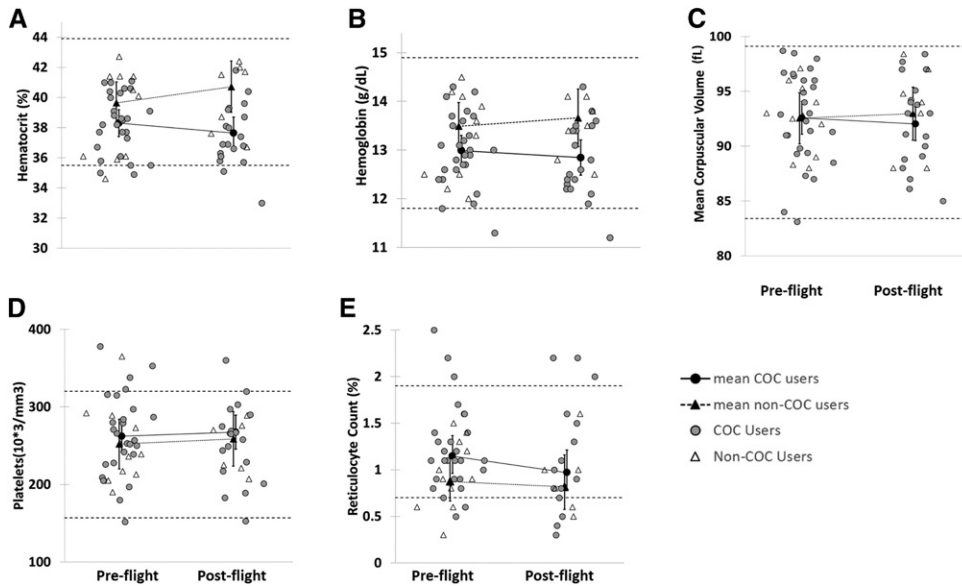 A
Hematocrit (%)
44
42
40
38
36
34
32
30
B
Hemoglobin (g/dL)
15
14
13
12
11
C
Mean Corpuscular Volume (fL)
100
95
90
85
80
Pre-flight Post-flight
D
Platelets(10*3/mm3)
400
300
200
100
Pre-flight Post-flight
E
Reticulocyte Count (%)
2.5
2
1.5
1
0.5
0
Pre-flight Post-flight
mean COC users
mean non-COC users
COC Users
Non-COC Users